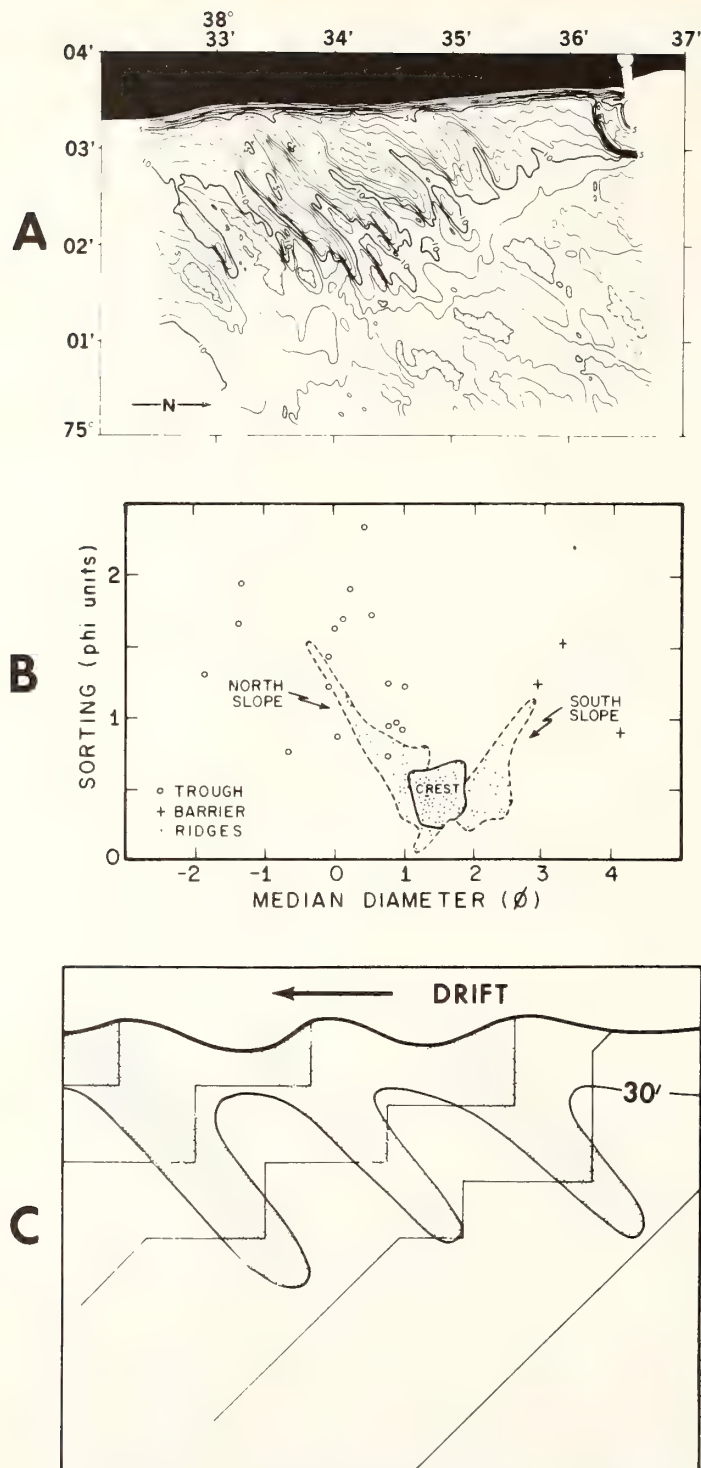 A
38°
33' 34' 35' 36' 37'
04'
03'
02'
01'
75°
N
B
SORTING (phi units)
2
1
0
NORTH
SLOPE
SOUTH
SLOPE
CREST
o TROUGH
+ BARRIER
· RIDGES
-2 -1 0 1 2 3 4
MEDIAN DIAMETER (Ø)
C
DRIFT
30'